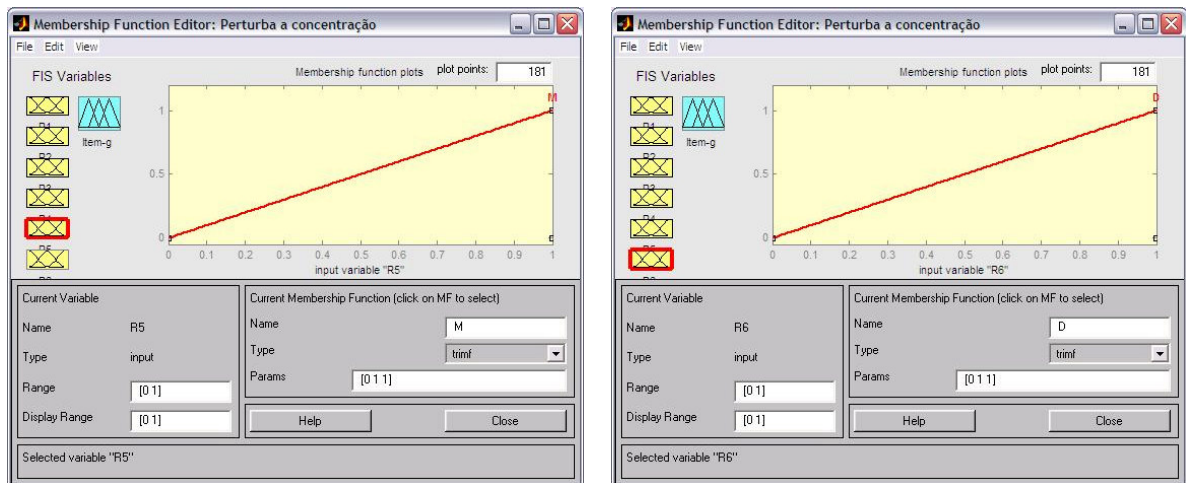 Membership Function Editor: Perturba a concentração
File Edit View
FIS Variables
Membership function plots plot points: 181
Item-g
M
1
0.5
0
0 0.1 0.2 0.3 0.4 0.5 0.6 0.7 0.8 0.9 1
input variable "R5"
Current Variable
Name R5
Type input
Range [0 1]
Display Range [0 1]
Current Membership Function (click on MF to select)
Name M
Type trimf
Params [0 1 1]
Help Close
Selected variable "R5"
Membership Function Editor: Perturba a concentração
File Edit View
FIS Variables
Membership function plots plot points: 181
Item-g
D
1
0.5
0
0 0.1 0.2 0.3 0.4 0.5 0.6 0.7 0.8 0.9 1
input variable "R6"
Current Variable
Name R6
Type input
Range [0 1]
Display Range [0 1]
Current Membership Function (click on MF to select)
Name D
Type trimf
Params [0 1 1]
Help Close
Selected variable "R6"